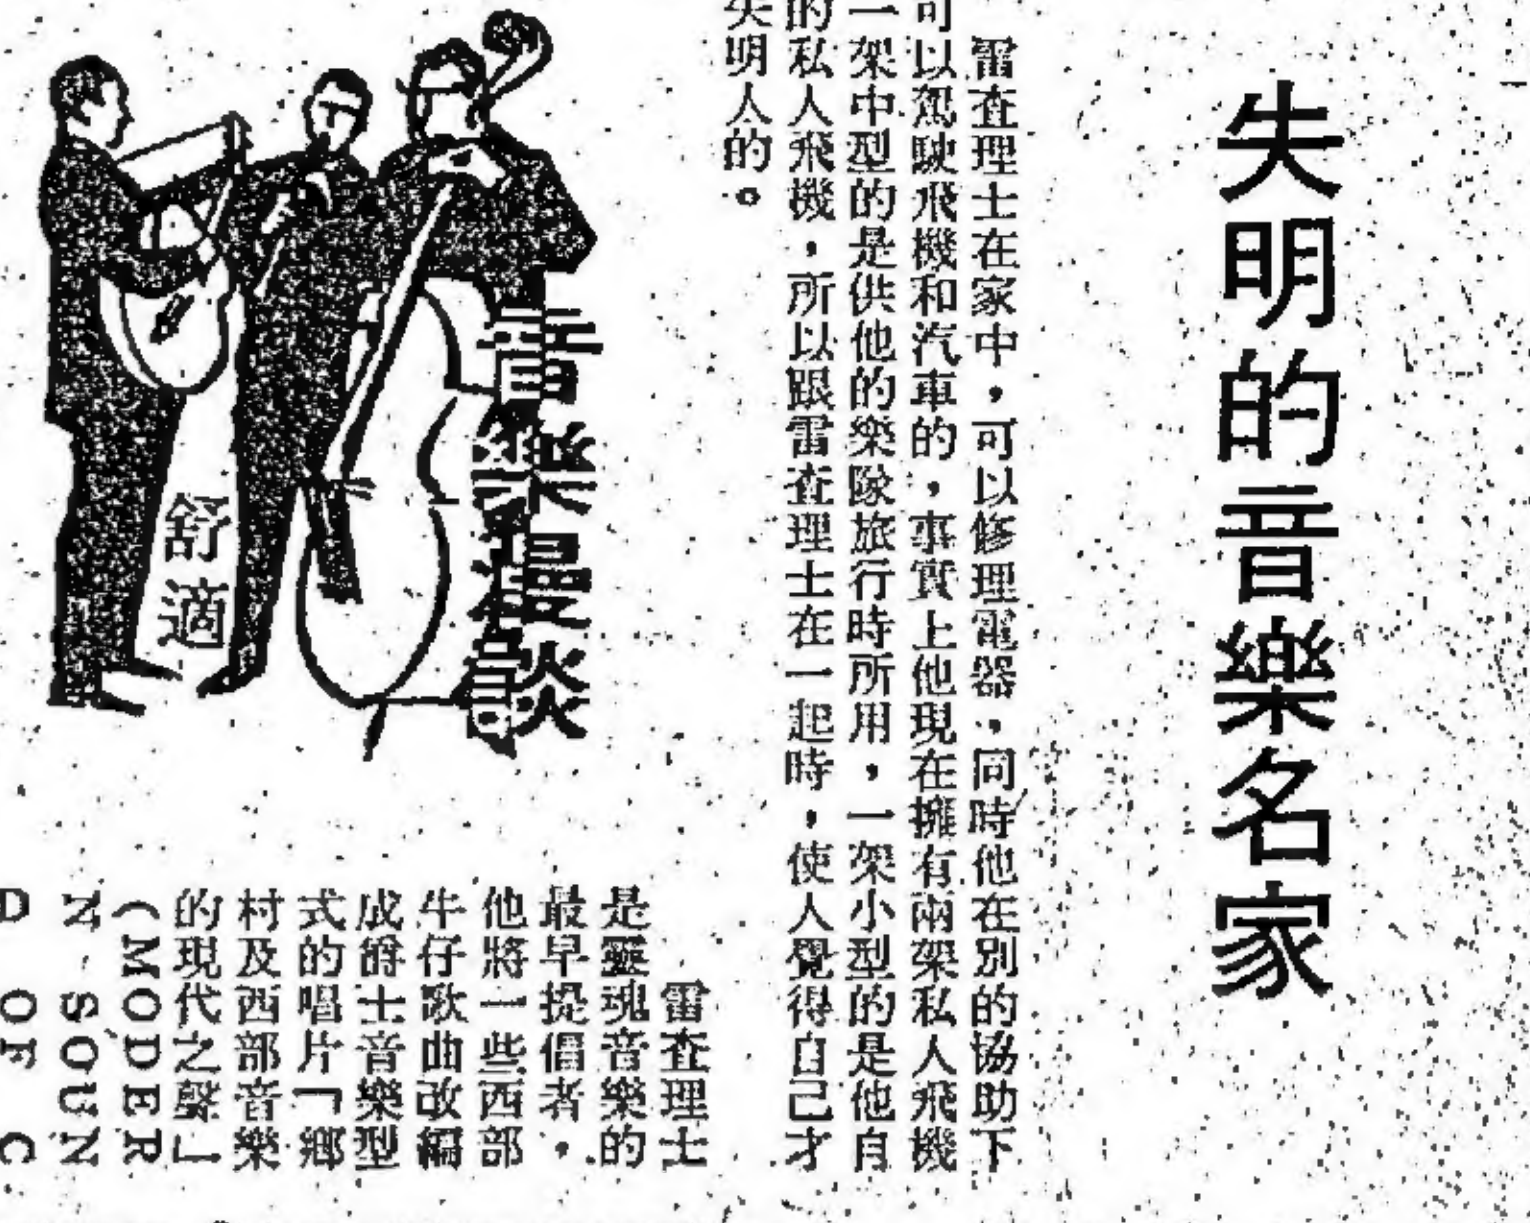 失明的音樂名家
雷查理士在家中，可以修理電器，同時他在別的協助下
可以駕駛飛機和汽車的，事實上他現在擁有兩架私人飛機
一架中型的是供他的樂隊旅行時所用，一架小型的是他自
的私人飛機，所以跟雷查理士在一起時，使人覺得自己才
失明人的。
音樂漫談
舒適
雷查理士
是靈魂音樂的
最早提倡者，
他將一些西部
牛仔歌曲改編
成爵士音樂型
式的唱片「鄉
村及西部音樂
的現代之聲」
（MODER
N SOUN
D OF C